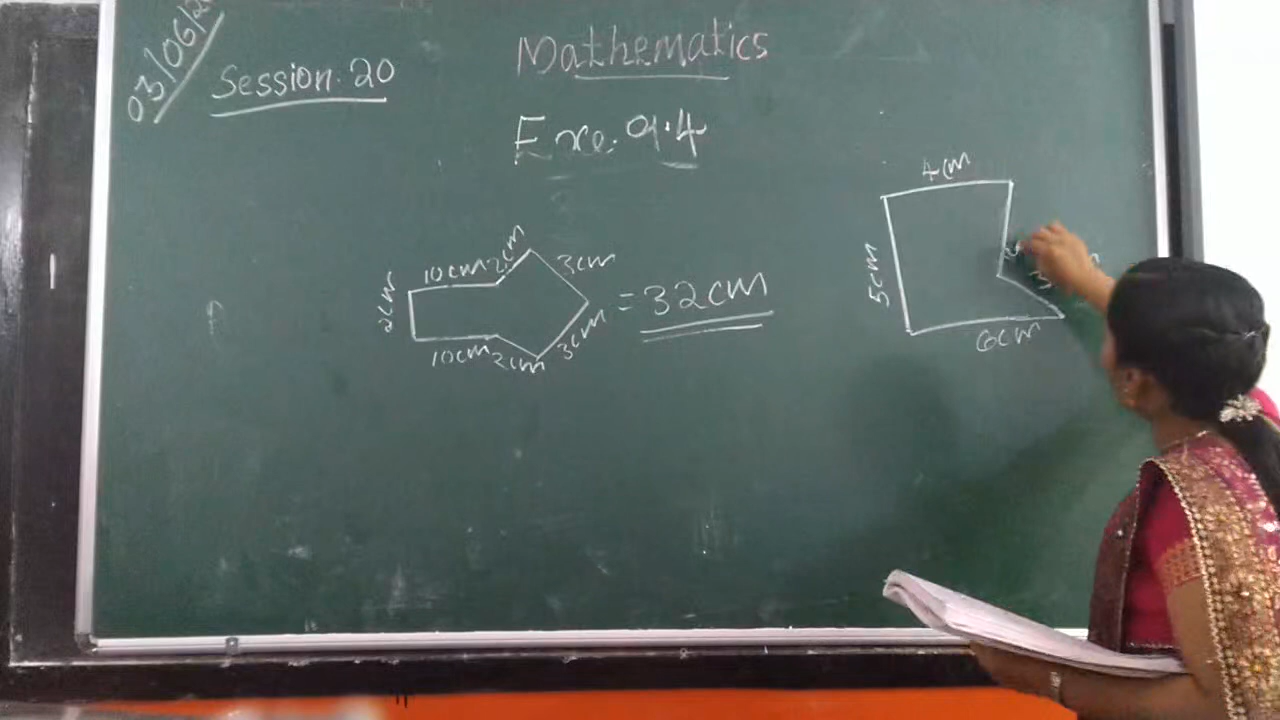 03/06/2
Session.20
Mathematics
Exe. 9.4
2cm
10cm
2cm
3cm
3cm
2cm
10cm
= 32cm
4cm
5cm
6cm